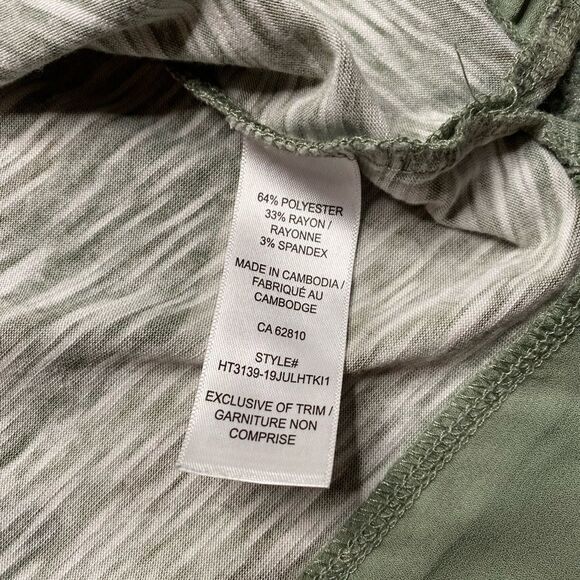 64% POLYESTER
33% RAYON /
RAYONNE
3% SPANDEX
MADE IN CAMBODIA /
FABRIQUÉ AU
CAMBODGE
CA 62810
STYLE#
HT3139-19JULHTKI1
EXCLUSIVE OF TRIM /
GARNITURE NON
COMPRISE